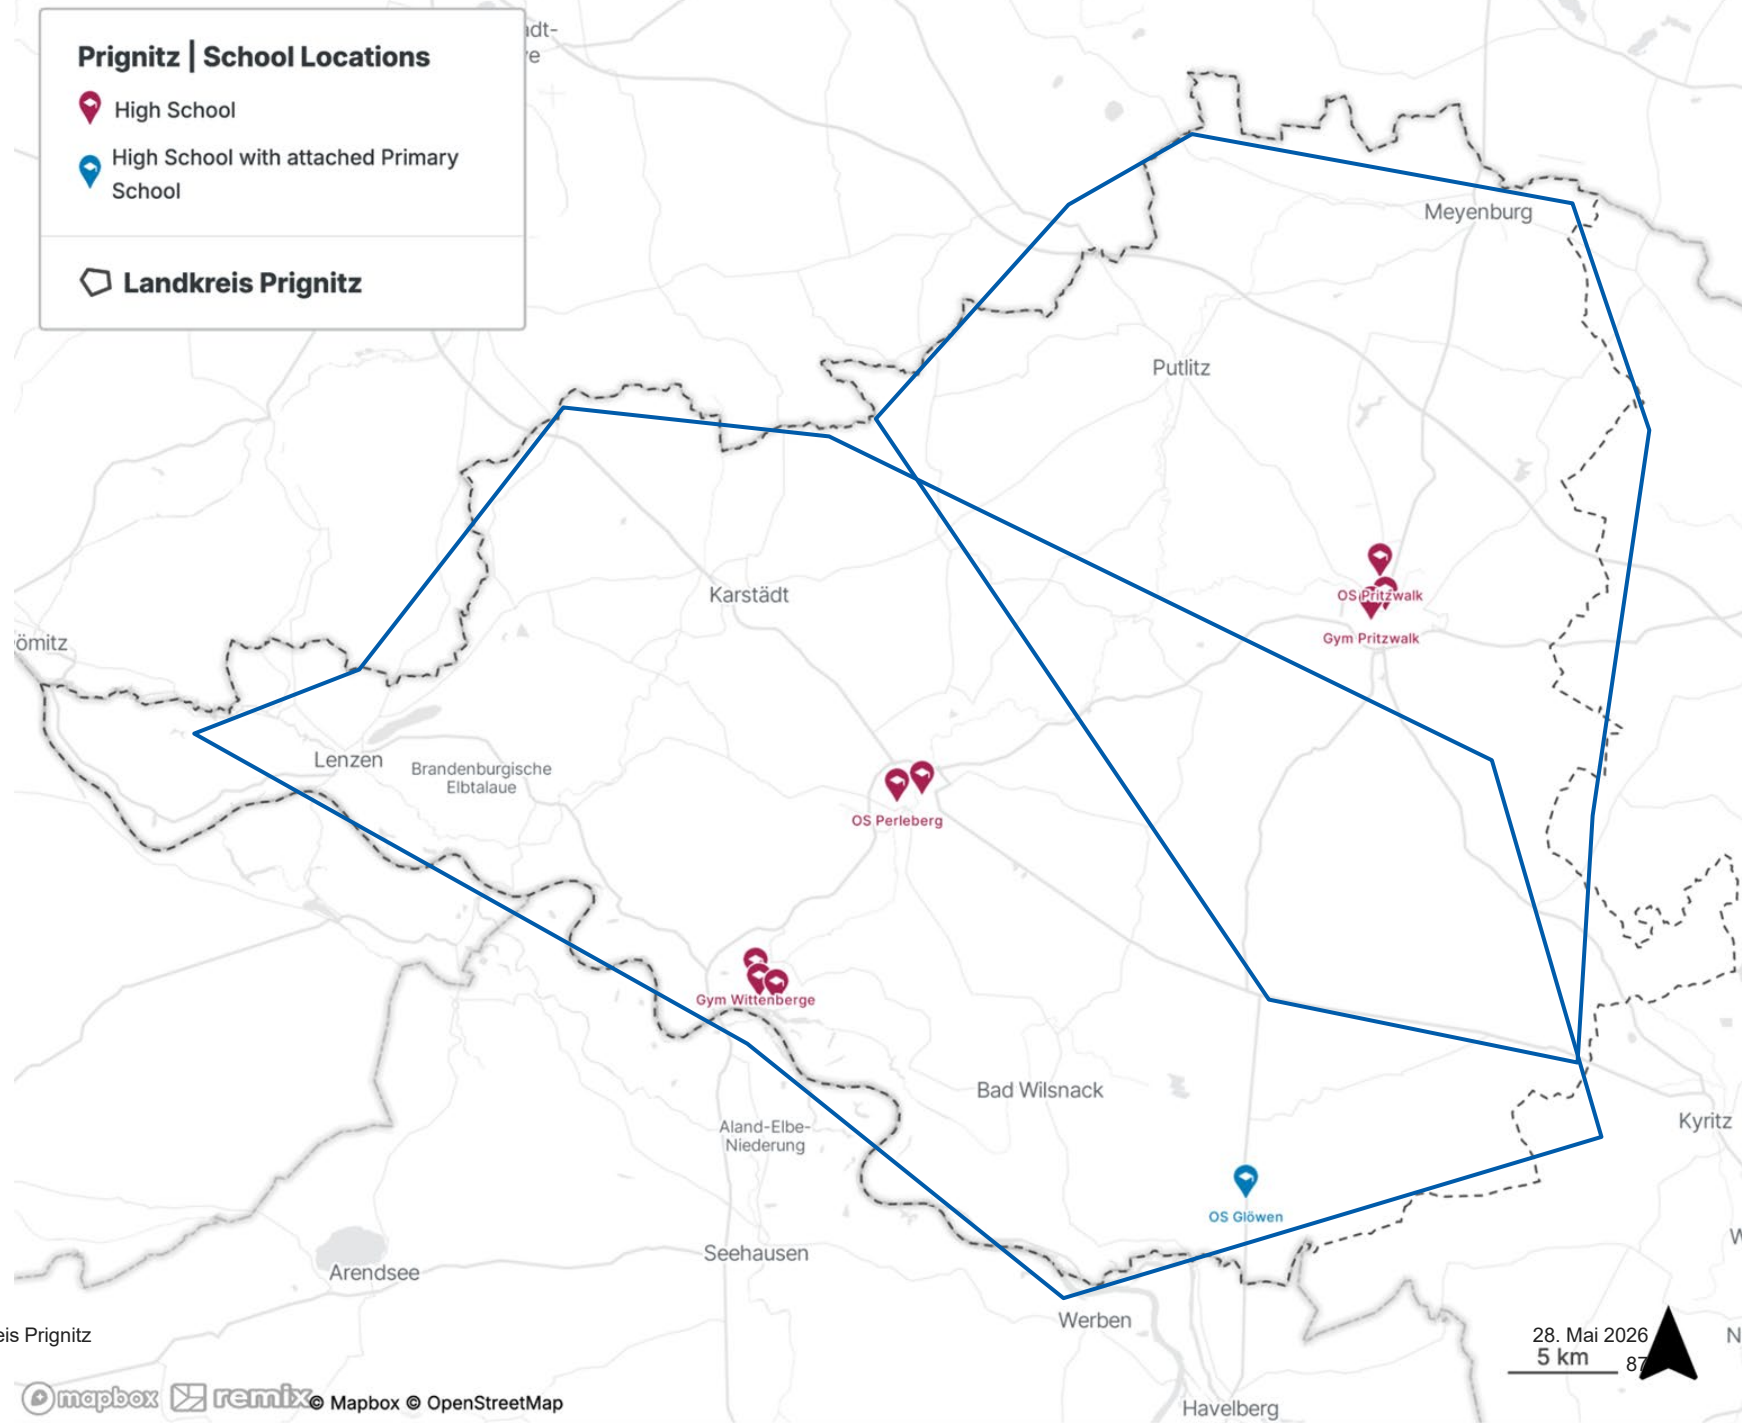 Prignitz | School Locations
High School
High School with attached Primary
School
Landkreis Prignitz
Meyenburg
Putlitz
Karstädt
OS Pritzwalk
Gym Pritzwalk
ömitz
Lenzen
Brandenburgische
Elbtalaue
OS Perleberg
Gym Wittenberge
Bad Wilsnack
Aland-Elbe-
Niederung
Kyritz
OS Glöwen
Seehausen
Arendsee
Werben
eis Prignitz
28. Mai 2026
5 km
87
Havelberg
mapbox remix © Mapbox © OpenStreetMap